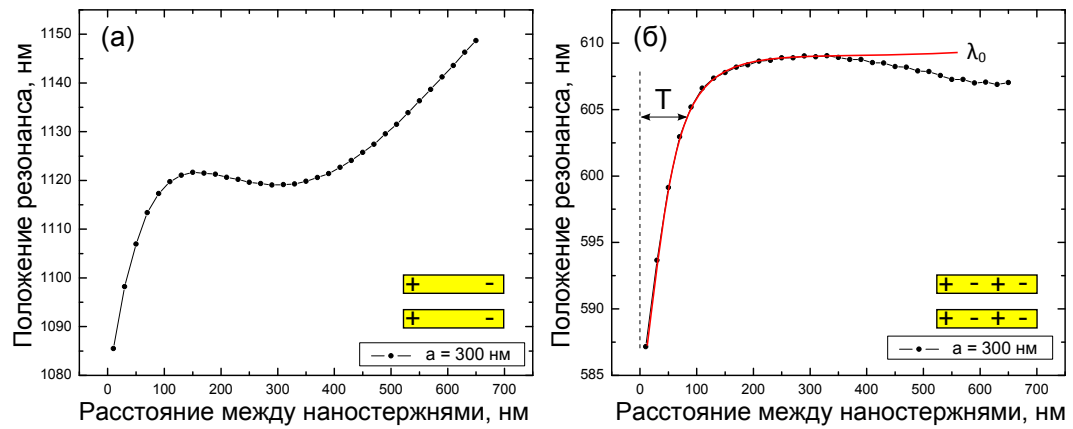 (а)
Положение резонанса, нм
1150
1140
1130
1120
1110
1100
1090
1080
0 100 200 300 400 500 600 700
Расстояние между наностержнями, нм
+ -
+ -
a = 300 нм
(б)
Положение резонанса, нм
610
605
600
595
590
585
0 100 200 300 400 500 600 700
Расстояние между наностержнями, нм
T
λ0
+ - + -
+ - + -
a = 300 нм